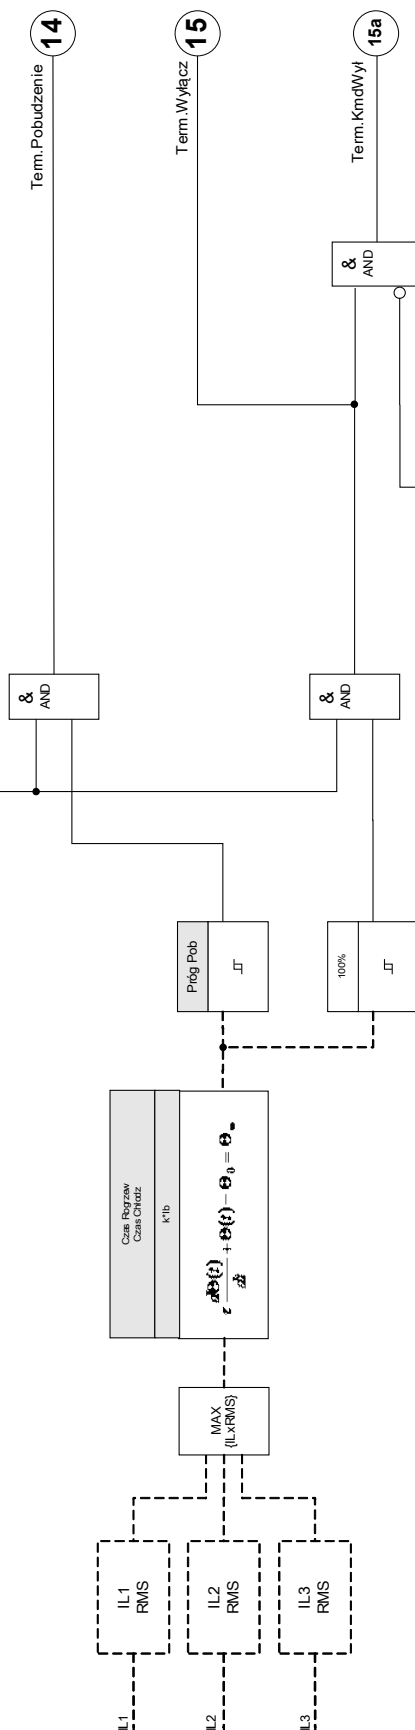 14
Term.Pobudzenie
15
Term.Wyłącz
15a
Term.KmdWył
&
AND
&
AND
&
AND
Próg Pob
100%
Czas Rogrzew
Czas Chłodz
k*Ib
MAX
{ILxRMS}
IL1
RMS
IL2
RMS
IL3
RMS
IL1
IL2
IL3